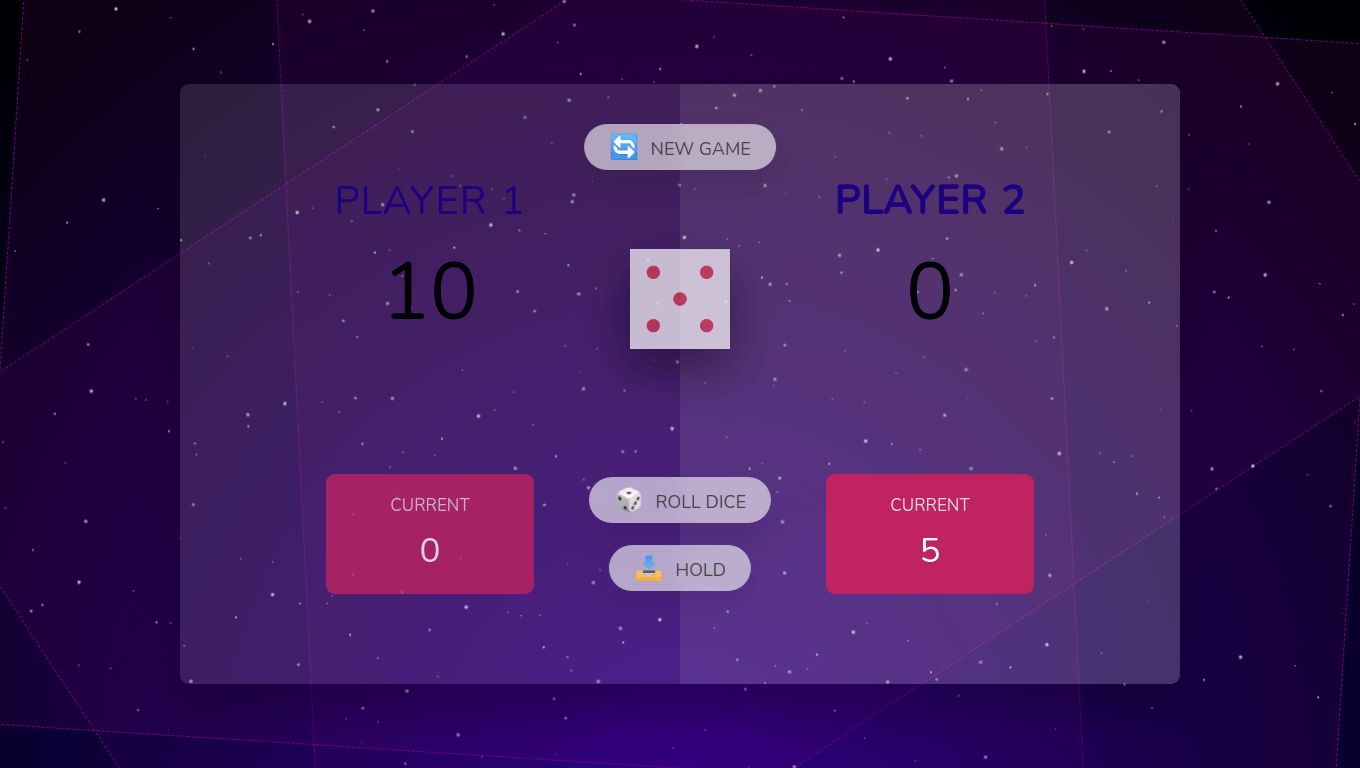 NEW GAME
PLAYER 1
10
PLAYER 2
0
CURRENT
0
ROLL DICE
HOLD
CURRENT
5